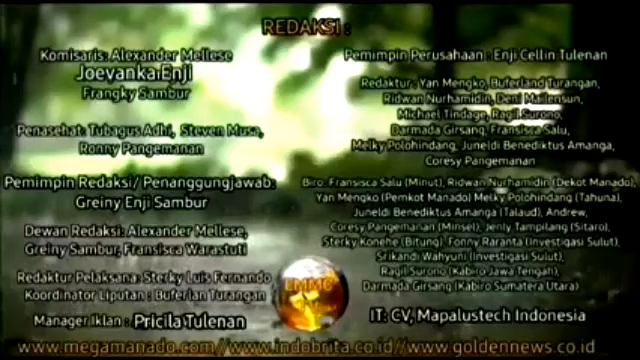 REDAKSI :
Komisaris: Alexander Mellese
Joevanka Enji
Frangky Sambur
Penasehat: Tubagus Adhi, Steven Musa,
Ronny Pangemanan
Pemimpin Redaksi/ Penanggungjawab:
Greiny Enji Sambur
Dewan Redaksi: Alexander Mellese,
Greiny Sambur, Fransisca Warastuti
Redaktur Pelaksana: Sterky Luis Fernando
Koordinator Liputan : Buferlan Turangan
Manager Iklan : Pricila Tulenan
Pemimpin Perusahaan : Enji Cellin Tulenan
Redaktur : Yan Mengko, Buferland Turangan,
Ridwan Nurhamidin, Deni Mailensun,
Michael Tindage, Ragil Surono,
Darmada Girsang, Fransisca Salu,
Melky Polohindang, Juneldi Benediktus Amanga,
Coresy Pangemanan
Biro: Fransisca Salu (Minut), Ridwan Nurhamidin (Dekot Manado),
Yan Mengko (Pemkot Manado) Melky Polohindang (Tahuna),
Juneldi Benediktus Amanga (Talaud), Andrew,
Coresy Pangemanan (Minsel), Jenly Tampilang (Sitaro),
Sterky Konehe (Bitung), Fonny Raranta (Investigasi Sulut),
Srikandi Wahyuni (Investigasi Sulut),
Ragil Surono (Kabiro Jawa Tengah),
Darmada Girsang (Kabiro Sumatera Utara)
IT: CV, Mapalustech Indonesia
www.megamanado.com//www.indobrita.co.id//www.goldennews.co.id